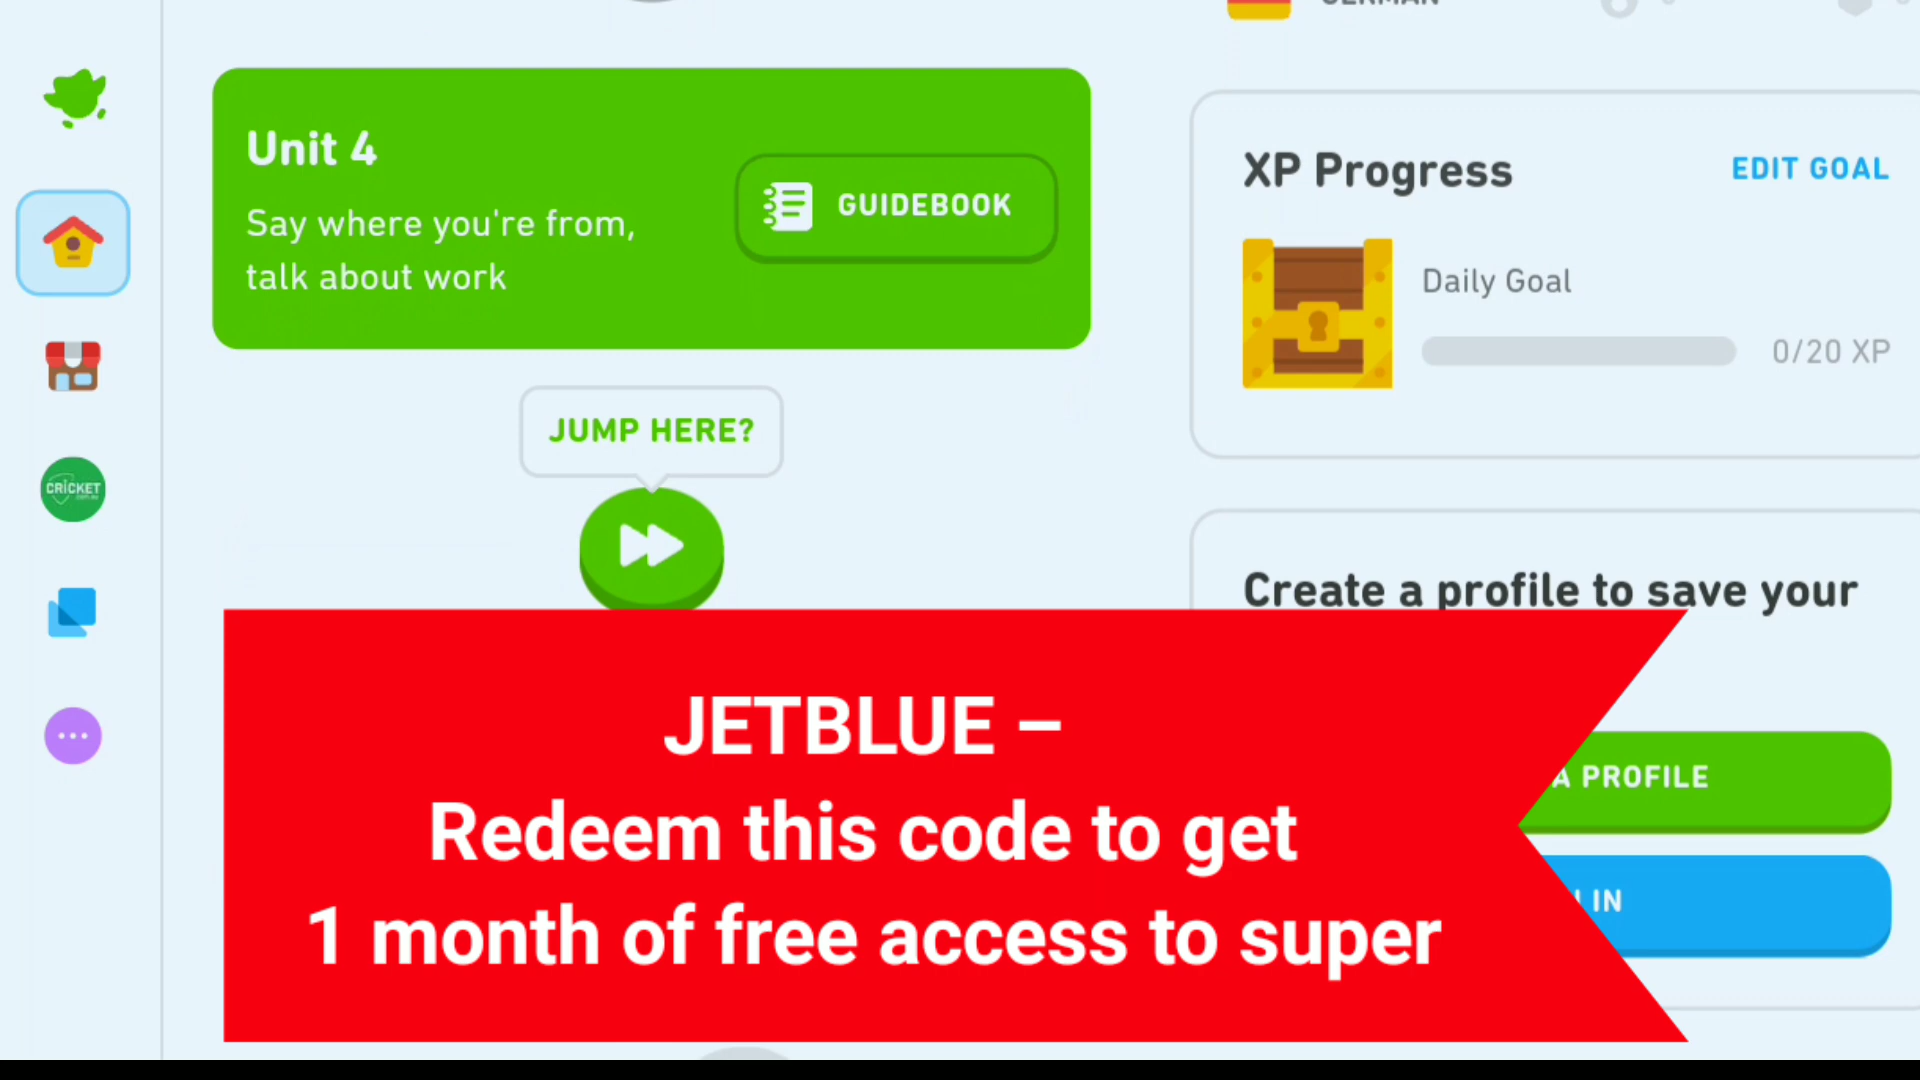 GERMAN
Unit 4
Say where you're from,
talk about work
GUIDEBOOK
XP Progress
EDIT GOAL
Daily Goal
0/20 XP
JUMP HERE?
CRICKET
Create a profile to save your
JETBLUE –
Redeem this code to get
1 month of free access to super
A PROFILE
IN